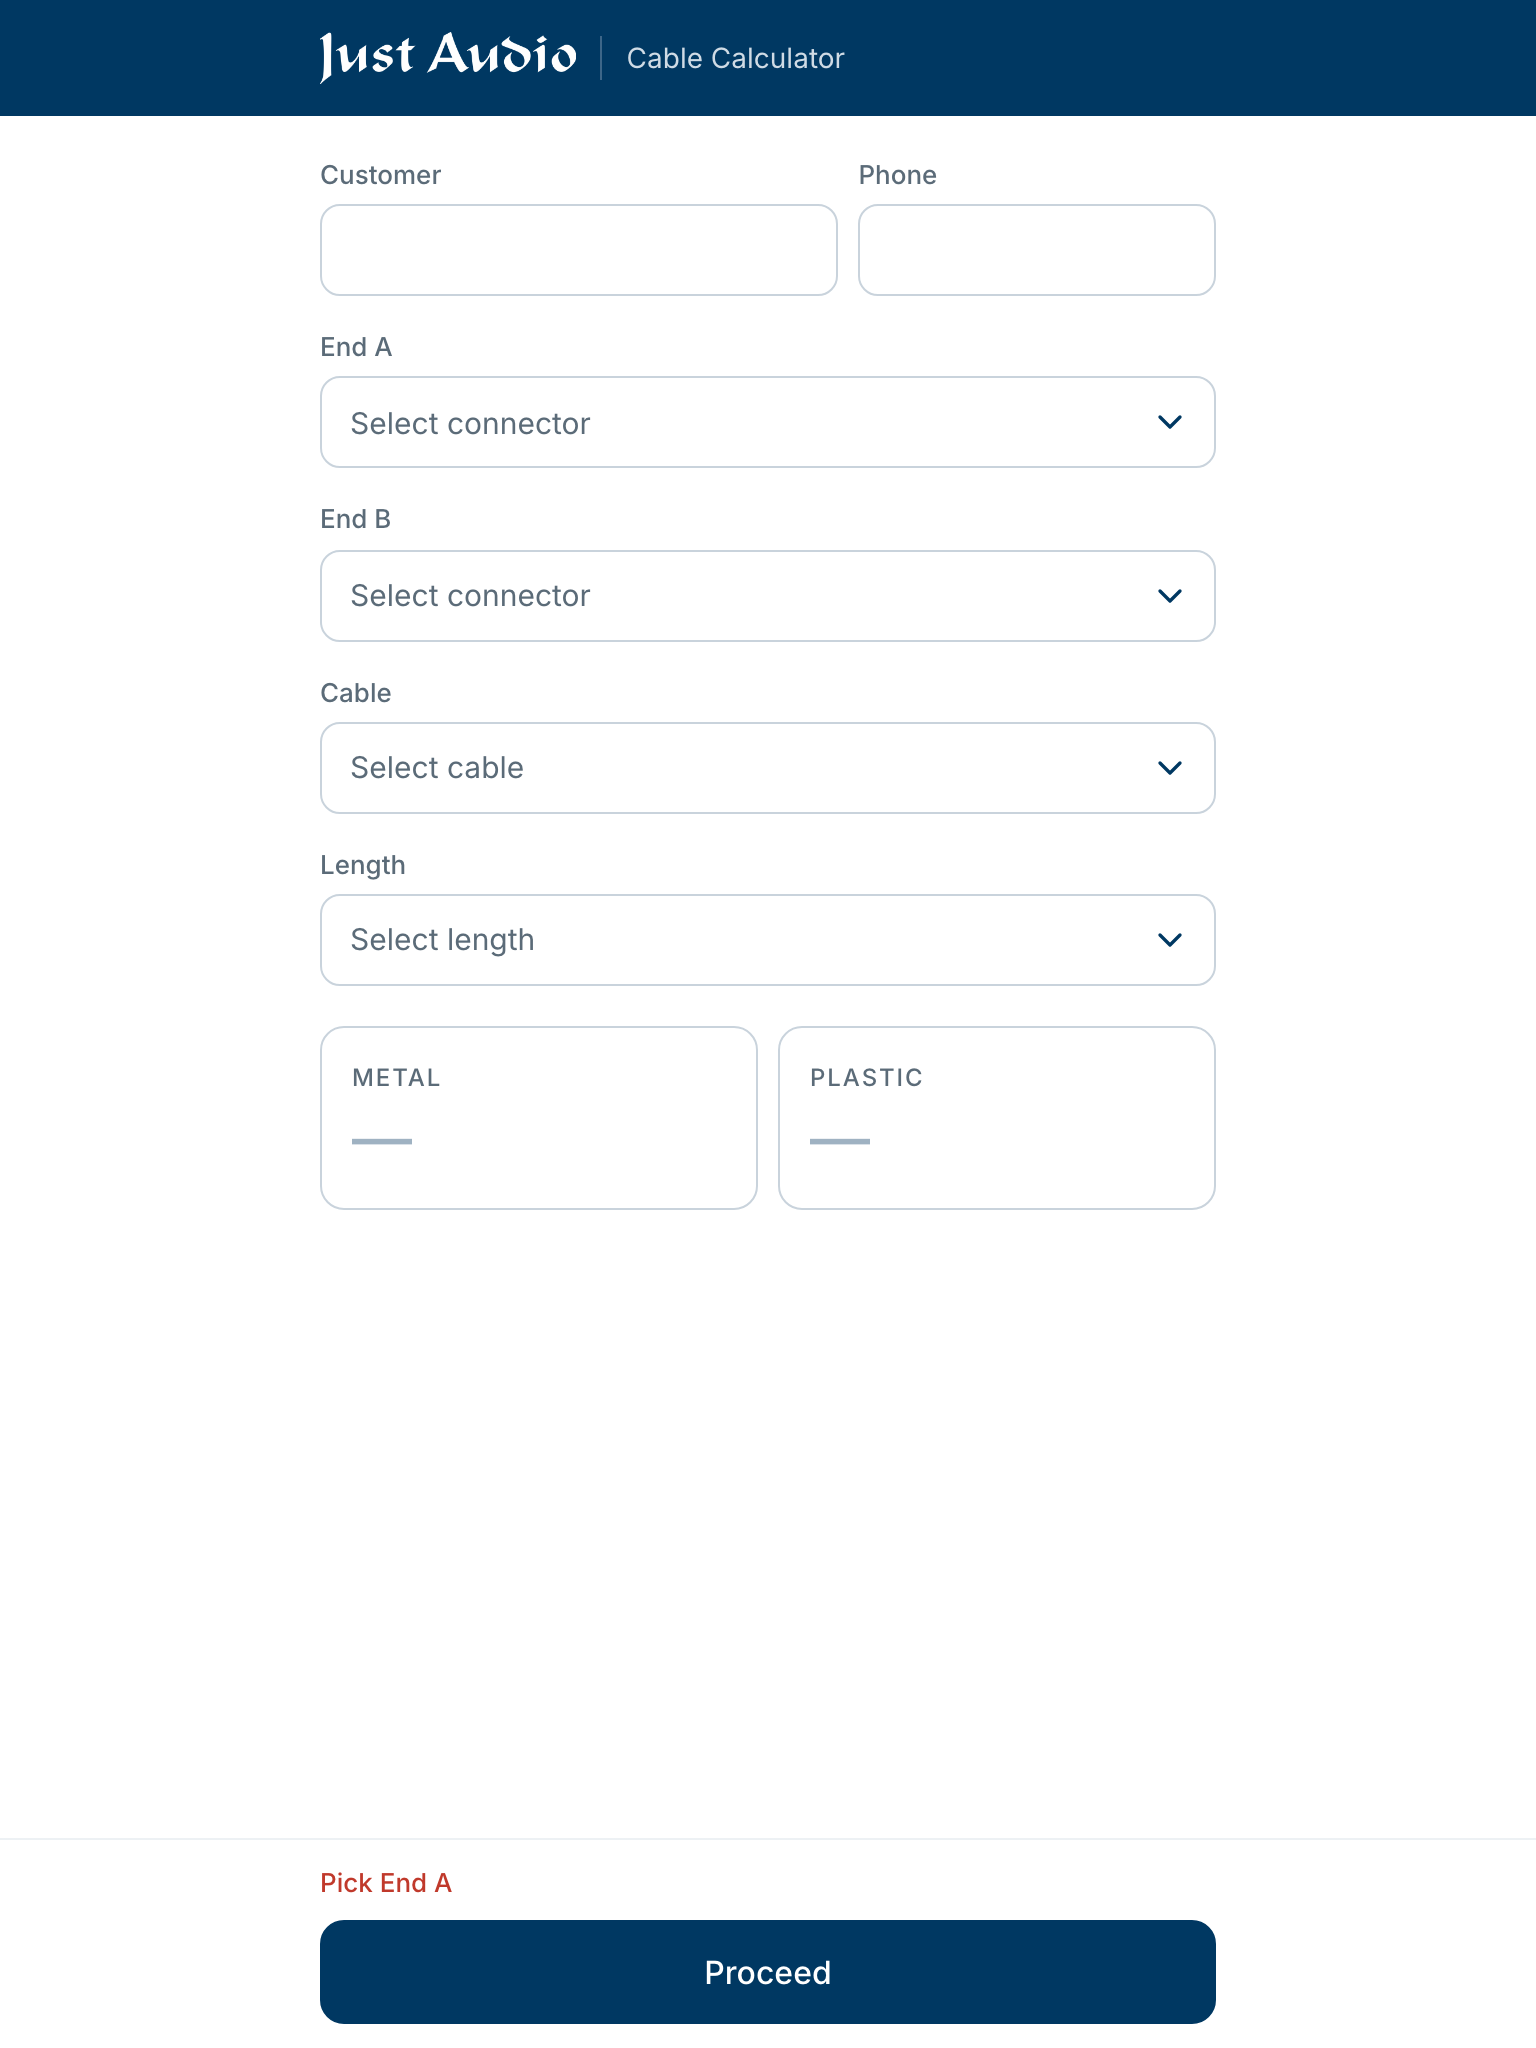 Just Audio
Cable Calculator
Customer
Phone
End A
Select connector
End B
Select connector
Cable
Select cable
Length
Select length
METAL
—
PLASTIC
—
Pick End A
Proceed